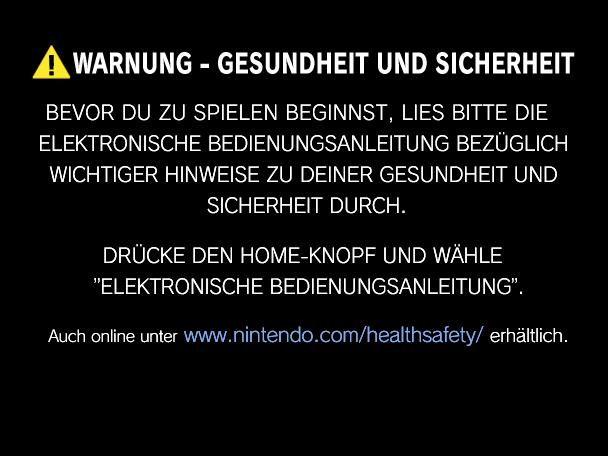 WARNUNG - GESUNDHEIT UND SICHERHEIT
BEVOR DU ZU SPIELEN BEGINNST, LIES BITTE DIE
ELEKTRONISCHE BEDIENUNGSANLEITUNG BEZÜGLICH
WICHTIGER HINWEISE ZU DEINER GESUNDHEIT UND
SICHERHEIT DURCH.
DRÜCKE DEN HOME-KNOPF UND WÄHLE
"ELEKTRONISCHE BEDIENUNGSANLEITUNG".
Auch online unter www.nintendo.com/healthsafety/ erhältlich.